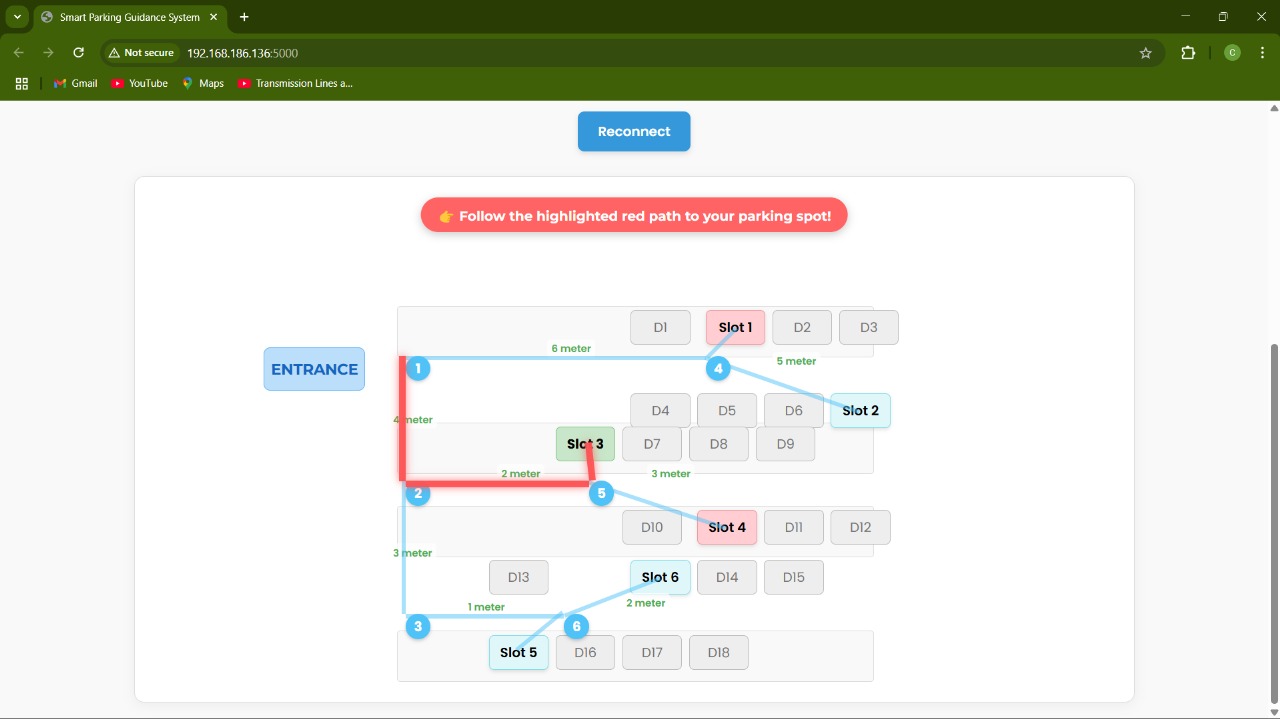 Smart Parking Guidance System
Not secure 192.168.186.136:5000
C
Gmail YouTube Maps Transmission Lines a...
Reconnect
👉 Follow the highlighted red path to your parking spot!
D1 Slot 1 D2 D3
6 meter
5 meter
ENTRANCE
1 4
D4 D5 D6 Slot 2
4 meter
Slot 3 D7 D8 D9
2 meter 3 meter
2 5
D10 Slot 4 D11 D12
3 meter
D13 Slot 6 D14 D15
1 meter 2 meter
3 6
Slot 5 D16 D17 D18